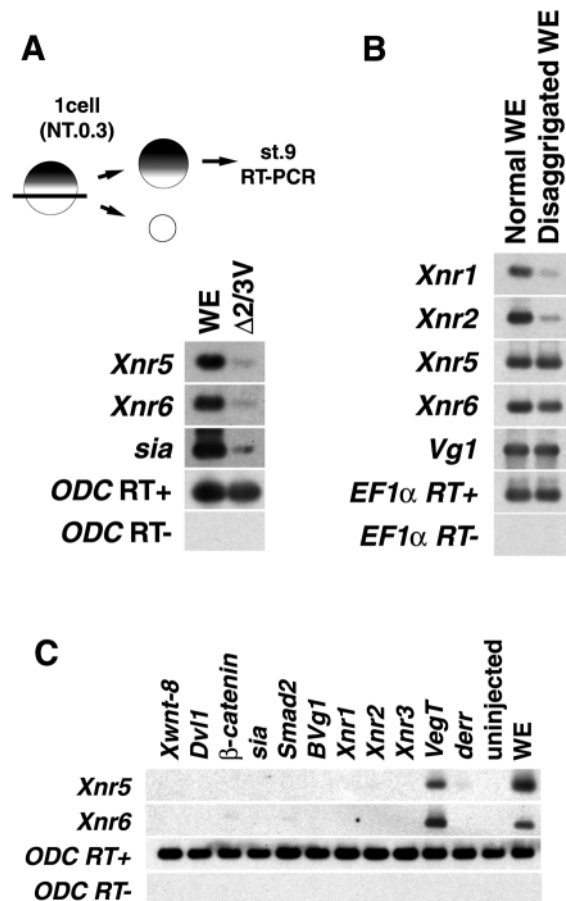 A
1cell
(NT.0.3)
st.9
RT-PCR
WE
Δ2/3V
Xnr5
Xnr6
sia
ODC RT+
ODC RT-
B
Normal WE
Disaggrigated WE
Xnr1
Xnr2
Xnr5
Xnr6
Vg1
EF1α RT+
EF1α RT-
C
Xwnt-8
Dvl1
β-catenin
sia
Smad2
BVg1
Xnr1
Xnr2
Xnr3
VegT
derr
uninjected
WE
Xnr5
Xnr6
ODC RT+
ODC RT-